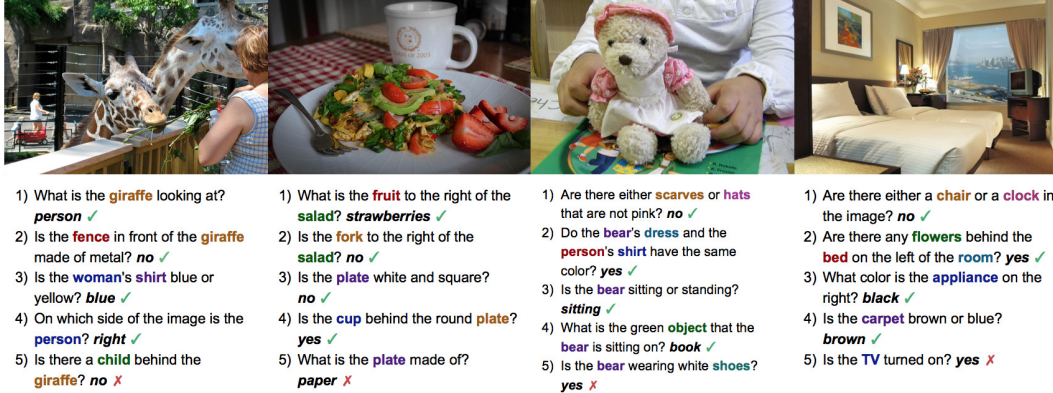 1) What is the giraffe looking at?
person ✓
2) Is the fence in front of the giraffe
made of metal? no ✓
3) Is the woman's shirt blue or
yellow? blue ✓
4) On which side of the image is the
person? right ✓
5) Is there a child behind the
giraffe? no ✗
1) What is the fruit to the right of the
salad? strawberries ✓
2) Is the fork to the right of the
salad? no ✓
3) Is the plate white and square?
no ✓
4) Is the cup behind the round plate?
yes ✓
5) What is the plate made of?
paper ✗
1) Are there either scarves or hats
that are not pink? no ✓
2) Do the bear's dress and the
person's shirt have the same
color? yes ✓
3) Is the bear sitting or standing?
sitting ✓
4) What is the green object that the
bear is sitting on? book ✓
5) Is the bear wearing white shoes?
yes ✗
1) Are there either a chair or a clock in
the image? no ✓
2) Are there any flowers behind the
bed on the left of the room? yes ✓
3) What color is the appliance on the
right? black ✓
4) Is the carpet brown or blue?
brown ✓
5) Is the TV turned on? yes ✗